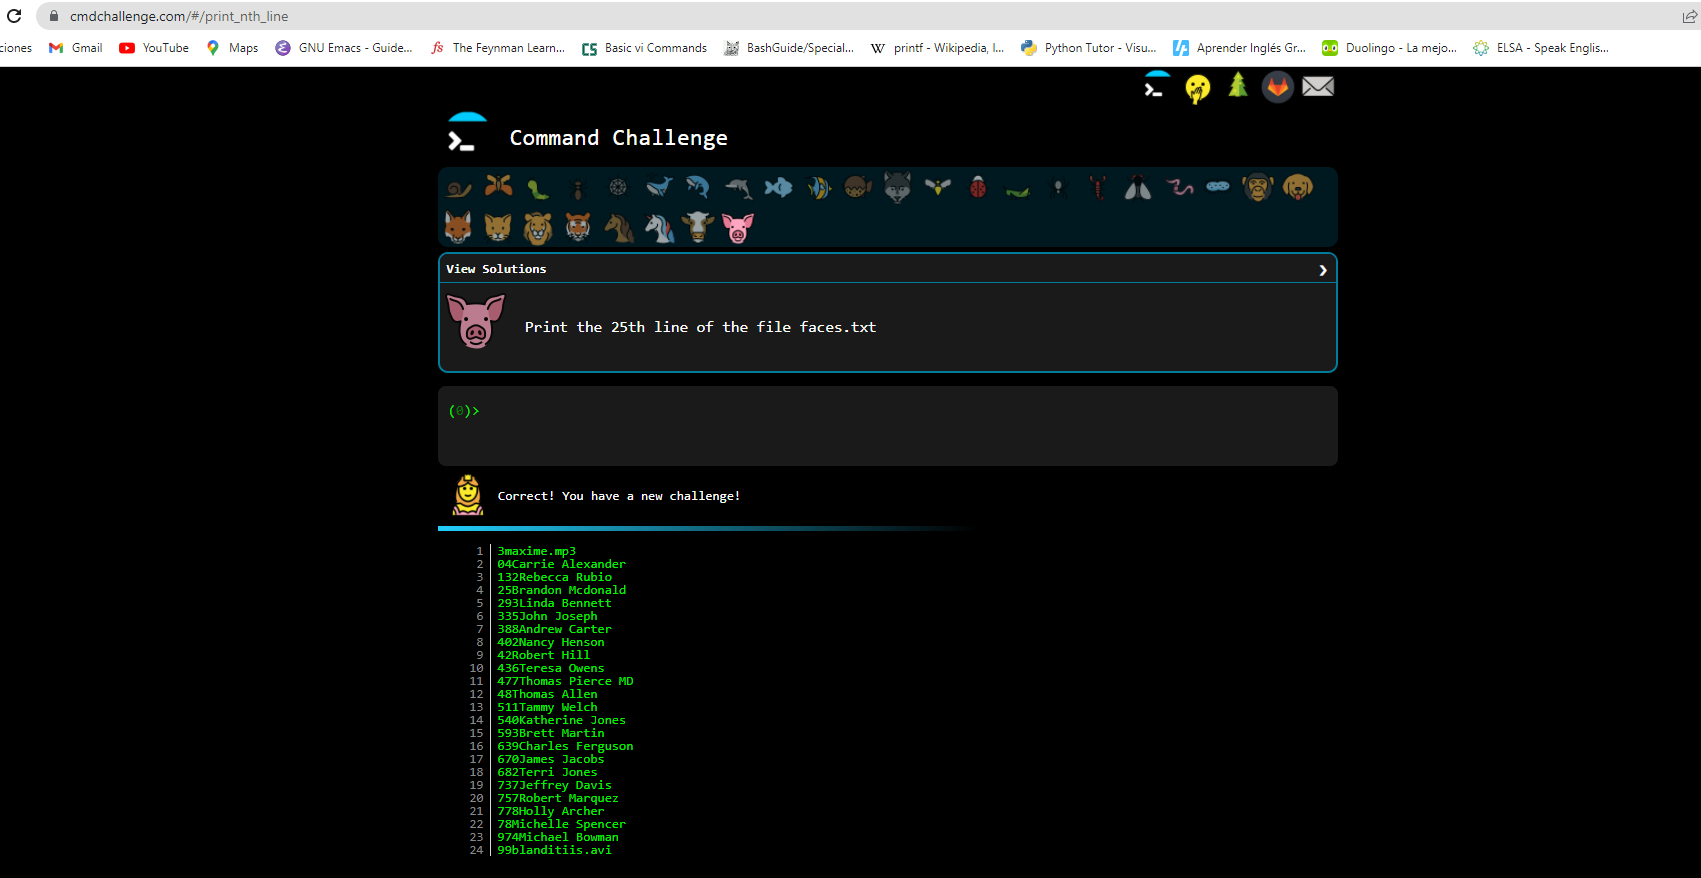 cmdchallenge.com/#/print_nth_line
ciones Gmail YouTube Maps GNU Emacs - Guide... fs The Feynman Learn... CS Basic vi Commands BashGuide/Special... W printf - Wikipedia, l... Python Tutor - Visu... Aprender Inglés Gr... Duolingo - La mejo... ELSA - Speak Englis...
Command Challenge
View Solutions
Print the 25th line of the file faces.txt
(0)>
Correct! You have a new challenge!
1 3maxime.mp3
2 04Carrie Alexander
3 132Rebecca Rubio
4 25Brandon Mcdonald
5 293Linda Bennett
6 335John Joseph
7 388Andrew Carter
8 402Nancy Henson
9 42Robert Hill
10 436Teresa Owens
11 477Thomas Pierce MD
12 48Thomas Allen
13 511Tammy Welch
14 540Katherine Jones
15 593Brett Martin
16 639Charles Ferguson
17 670James Jacobs
18 682Terri Jones
19 737Jeffrey Davis
20 757Robert Marquez
21 778Holly Archer
22 78Michelle Spencer
23 974Michael Bowman
24 99blanditiis.avi